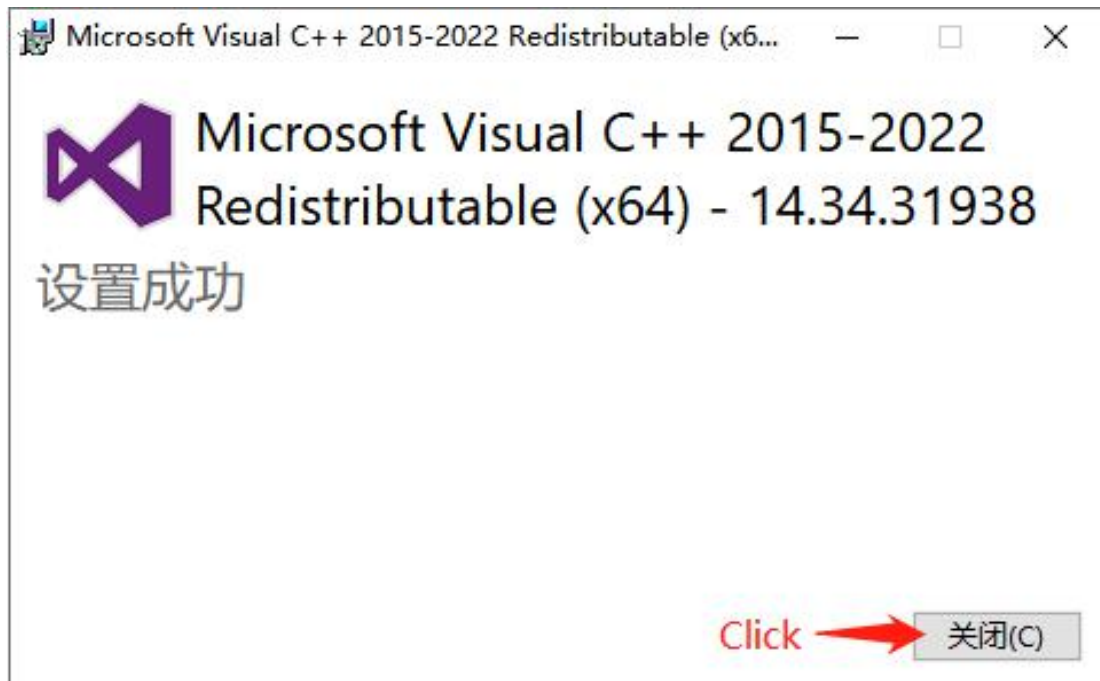 Microsoft Visual C++ 2015-2022 Redistributable (x6...
Microsoft Visual C++ 2015-2022
Redistributable (x64) - 14.34.31938
设置成功
Click
关闭(C)